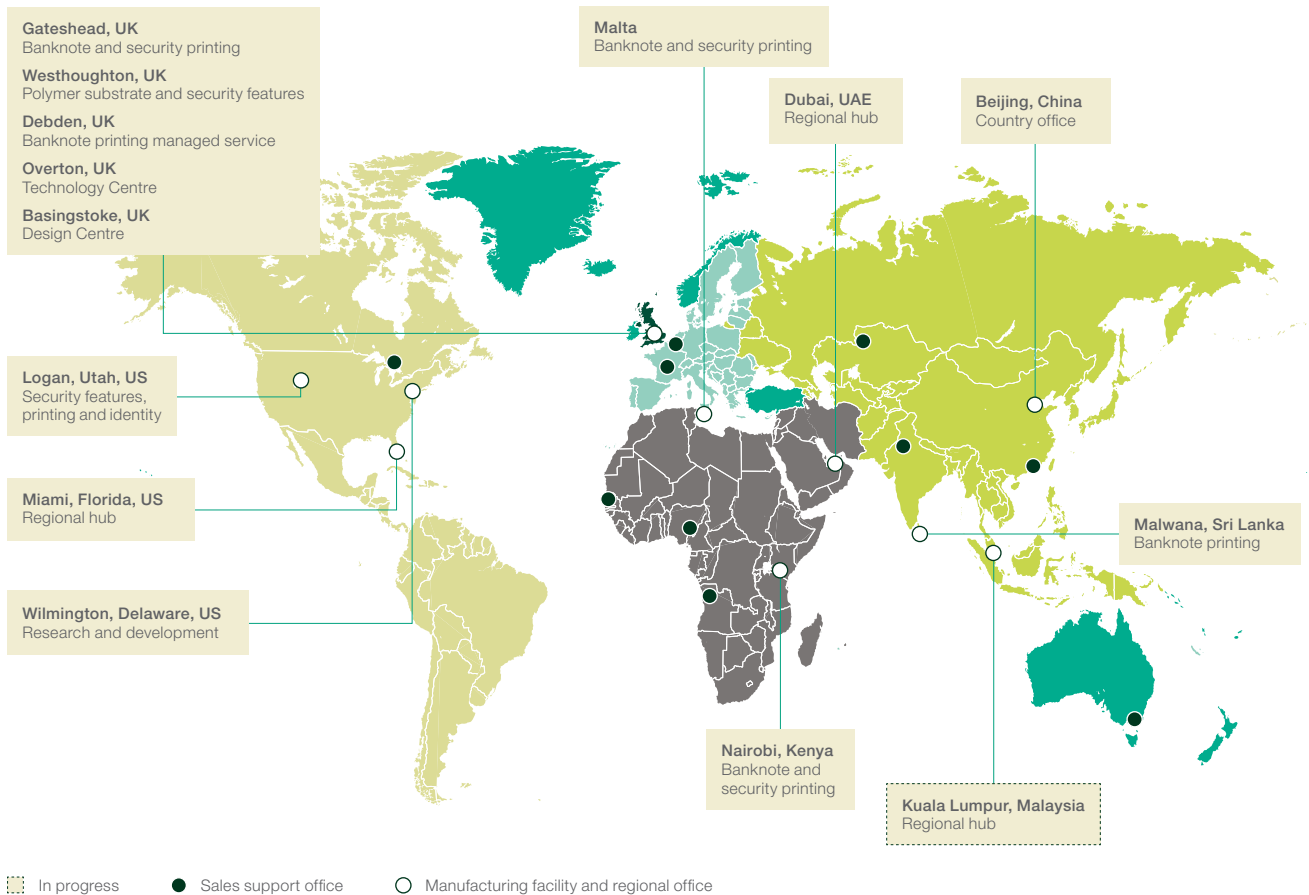 Gateshead, UK
Banknote and security printing
Westhoughton, UK
Polymer substrate and security features
Debden, UK
Banknote printing managed service
Overton, UK
Technology Centre
Basingstoke, UK
Design Centre
Malta
Banknote and security printing
Dubai, UAE
Regional hub
Beijing, China
Country office
Logan, Utah, US
Security features,
printing and identity
Miami, Florida, US
Regional hub
Wilmington, Delaware, US
Research and development
Malwana, Sri Lanka
Banknote printing
Nairobi, Kenya
Banknote and
security printing
Kuala Lumpur, Malaysia
Regional hub
In progress
Sales support office
Manufacturing facility and regional office